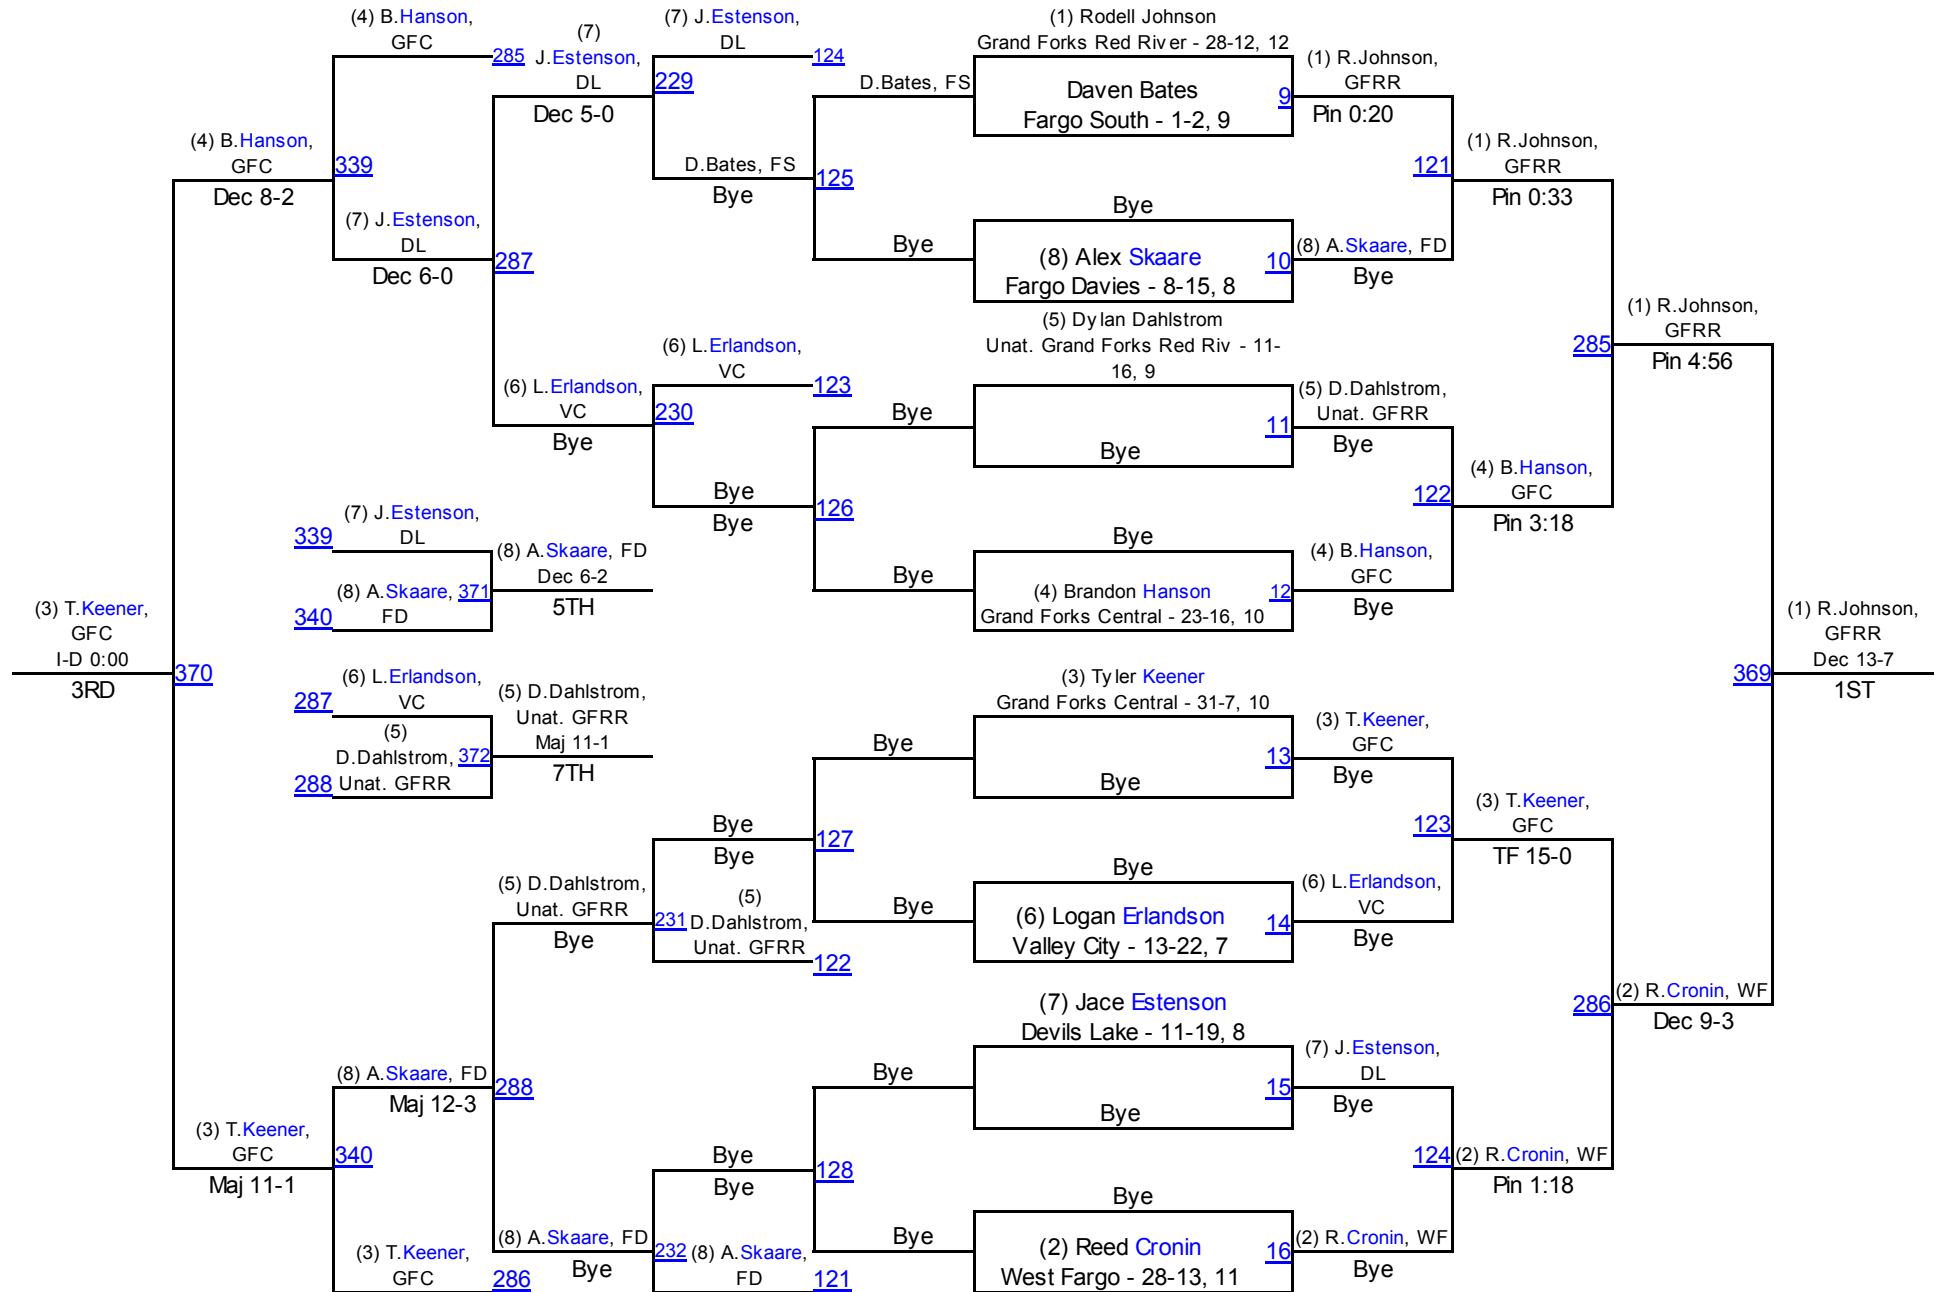 (4) B.Hanson,
GFC
285
(7)
J.Estenson,
DL
Dec 5-0
(7) J.Estenson,
DL
124
229
D.Bates, FS
(1) Rodell Johnson
Grand Forks Red River - 28-12, 12
Daven Bates
Fargo South - 1-2, 9
9
(1) R.Johnson,
GFRR
Pin 0:20
(4) B.Hanson,
GFC
Dec 8-2
339
D.Bates, FS
Bye
125
121
(1) R.Johnson,
GFRR
Pin 0:33
(7) J.Estenson,
DL
Dec 6-0
287
Bye
Bye
(8) Alex Skaare
Fargo Davies - 8-15, 8
10
(8) A.Skaare, FD
Bye
(5) Dylan Dahlstrom
Unat. Grand Forks Red Riv - 11-
16, 9
285
(1) R.Johnson,
GFRR
Pin 4:56
(6) L.Erlandson,
VC
123
(6) L.Erlandson,
VC
Bye
230
Bye
Bye
11
(5) D.Dahlstrom,
Unat. GFRR
Bye
Bye
Bye
126
122
(4) B.Hanson,
GFC
Pin 3:18
339
(7) J.Estenson,
DL
(8) A.Skaare, FD
Dec 6-2
5TH
(8) A.Skaare,
FD
371
340
Bye
Bye
(4) Brandon Hanson
Grand Forks Central - 23-16, 10
12
(4) B.Hanson,
GFC
Bye
(3) T.Keener,
GFC
I-D 0:00
3RD
370
(1) R.Johnson,
GFRR
Dec 13-7
1ST
369
287
(6) L.Erlandson,
VC
(5)
D.Dahlstrom,
Unat. GFRR
372
288
(5) D.Dahlstrom,
Unat. GFRR
Maj 11-1
7TH
(3) Tyler Keener
Grand Forks Central - 31-7, 10
Bye
Bye
13
(3) T.Keener,
GFC
Bye
Bye
Bye
127
123
(3) T.Keener,
GFC
TF 15-0
(5) D.Dahlstrom,
Unat. GFRR
Bye
231
(5)
D.Dahlstrom,
Unat. GFRR
122
Bye
Bye
(6) Logan Erlandson
Valley City - 13-22, 7
14
(6) L.Erlandson,
VC
Bye
286
(2) R.Cronin, WF
Dec 9-3
(7) Jace Estenson
Devils Lake - 11-19, 8
Bye
Bye
15
(7) J.Estenson,
DL
Bye
(8) A.Skaare, FD
Maj 12-3
288
(3) T.Keener,
GFC
Maj 11-1
340
Bye
Bye
128
124
(2) R.Cronin, WF
Pin 1:18
(3) T.Keener,
GFC
286
(8) A.Skaare, FD
Bye
232
(8) A.Skaare,
FD
121
Bye
Bye
(2) Reed Cronin
West Fargo - 28-13, 11
16
(2) R.Cronin, WF
Bye